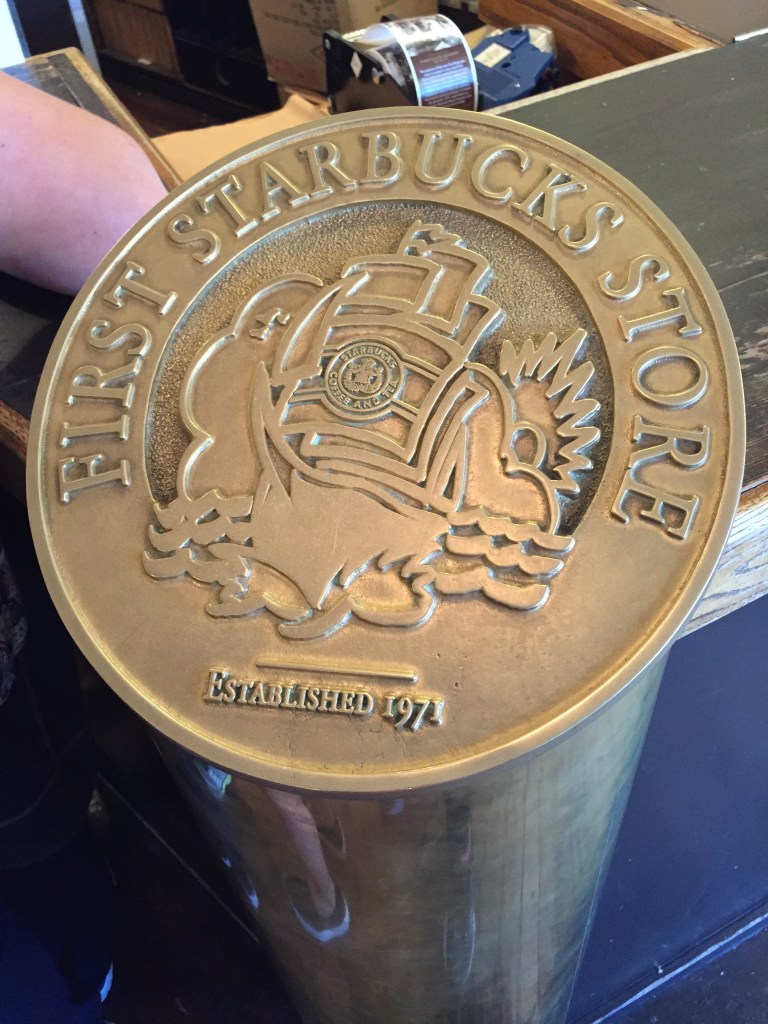 FIRST STARBUCKS STORE
STARBUCKS
COFFEE AND TEA
ESTABLISHED 1971